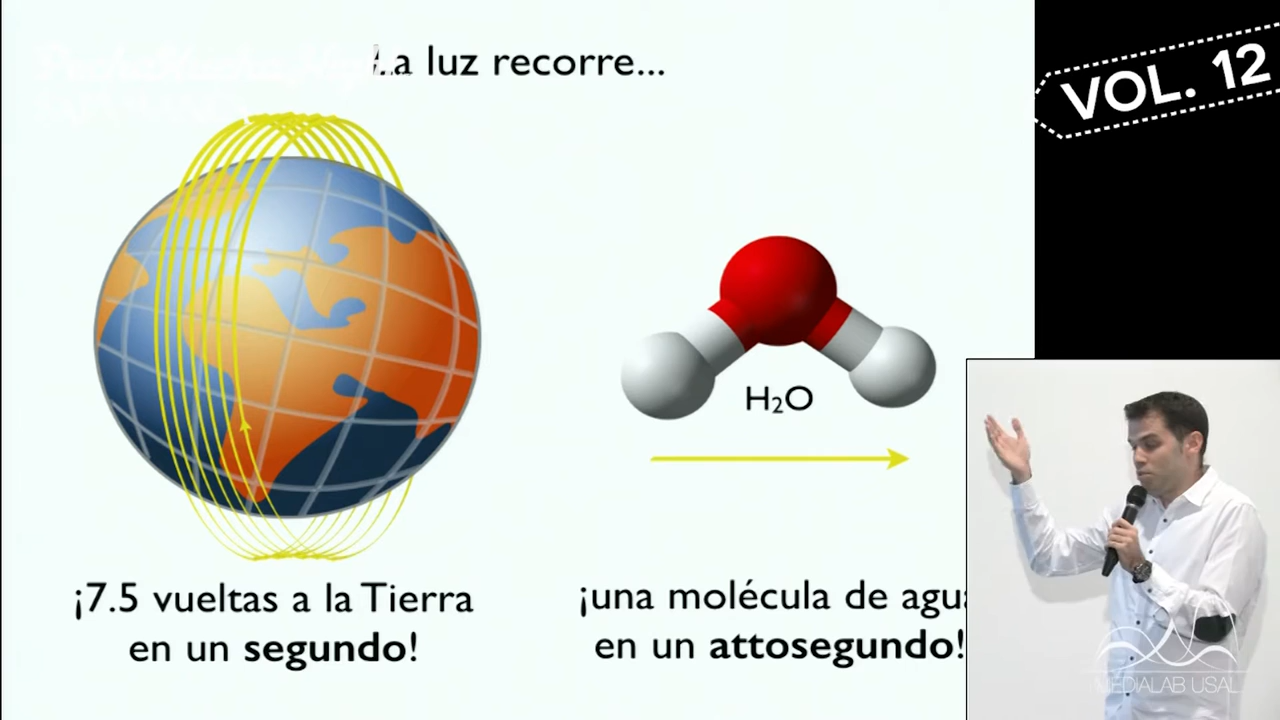 La luz recorre...
VOL. 12
H₂O
¡7.5 vueltas a la Tierra
en un segundo!
¡una molécula de agua
en un attosegundo!
MEDIALAB USAL